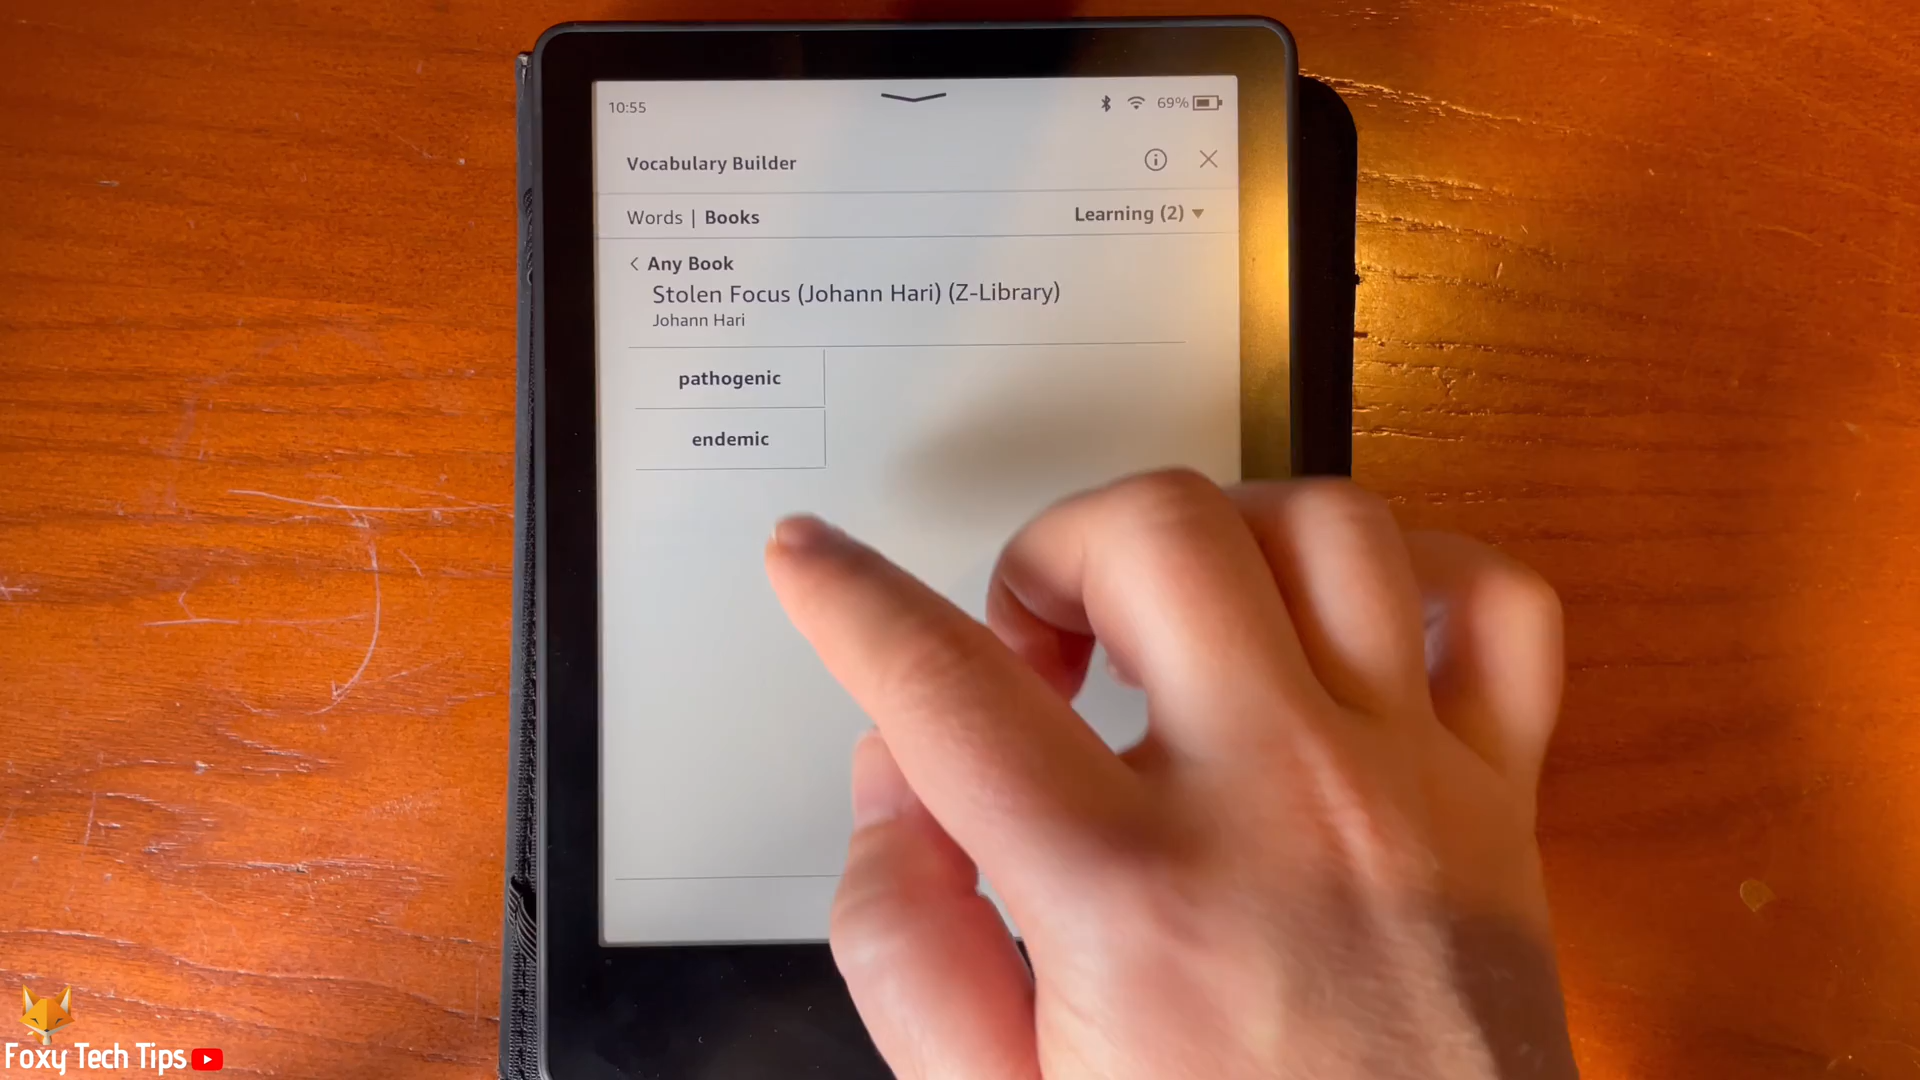 10:55
69%
Vocabulary Builder
Words | Books
Learning (2)
Any Book
Stolen Focus (Johann Hari) (Z-Library)
Johann Hari
pathogenic
endemic
Foxy Tech Tips